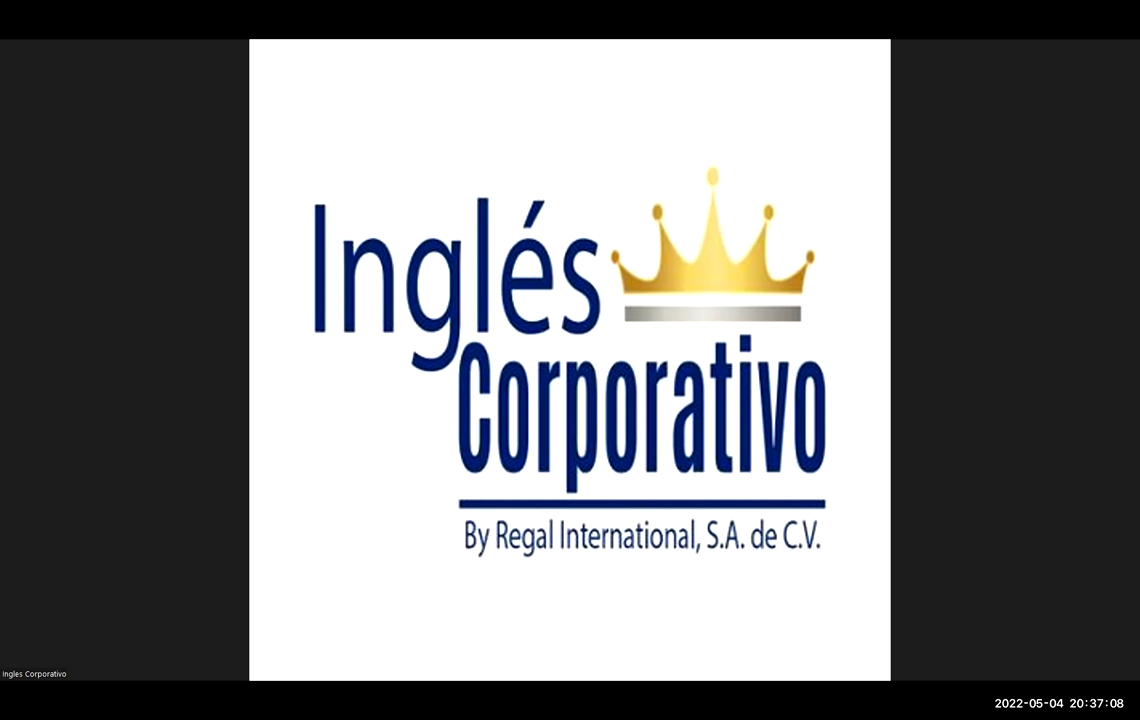 Inglés
Corporativo
By Regal International, S.A. de C.V.
Ingles Corporativo
2022-05-04 20:37:08